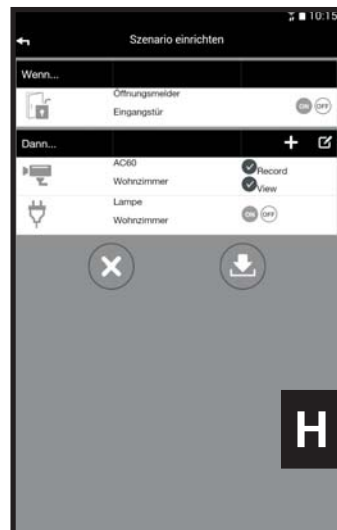 10:15
Szenario einrichten
Wenn...
Öffnungsmelder
Eingangstür
ON OFF
Dann...
AC60
Wohnzimmer
Record
View
Lampe
Wohnzimmer
ON OFF
H